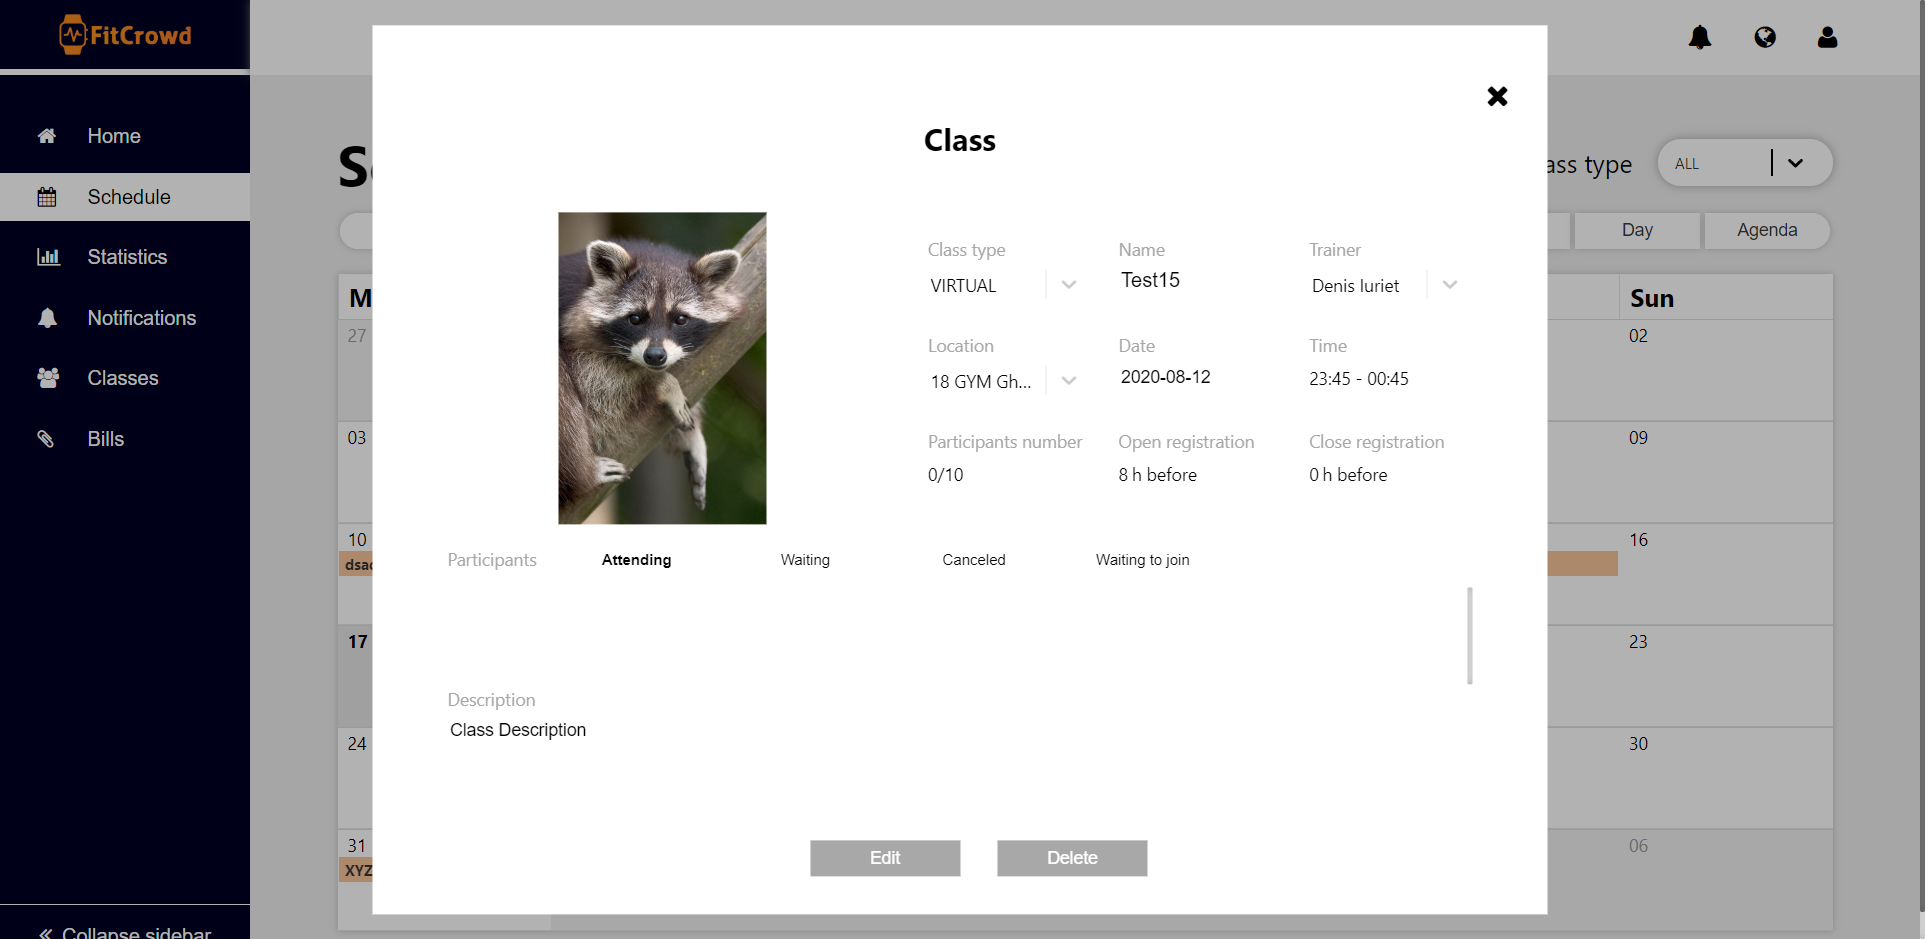 FitCrowd
Home
Schedule
Statistics
Notifications
Classes
Bills
Collapse sidebar
Class
ass type
ALL
Day
Agenda
Class type
Name
Trainer
VIRTUAL
Test15
Denis Iuriet
Location
Date
Time
18 GYM Gh...
2020-08-12
23:45 - 00:45
Participants number
Open registration
Close registration
0/10
8 h before
0 h before
Participants
Attending
Waiting
Canceled
Waiting to join
Description
Class Description
Edit
Delete
Sun
27
02
03
09
10
16
17
23
24
30
31
XYZ
06